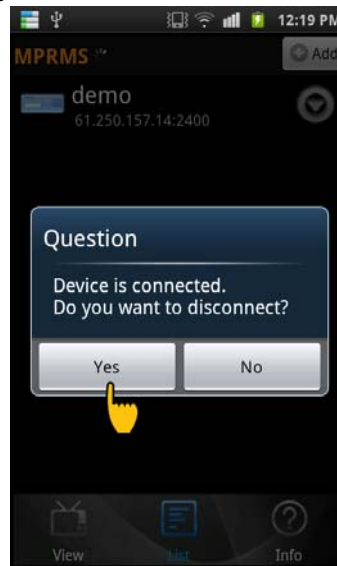 12:19 PM
MPRMS
Add
demo
61.250.157.14:2400
Question
Device is connected.
Do you want to disconnect?
Yes
No
View
List
Info